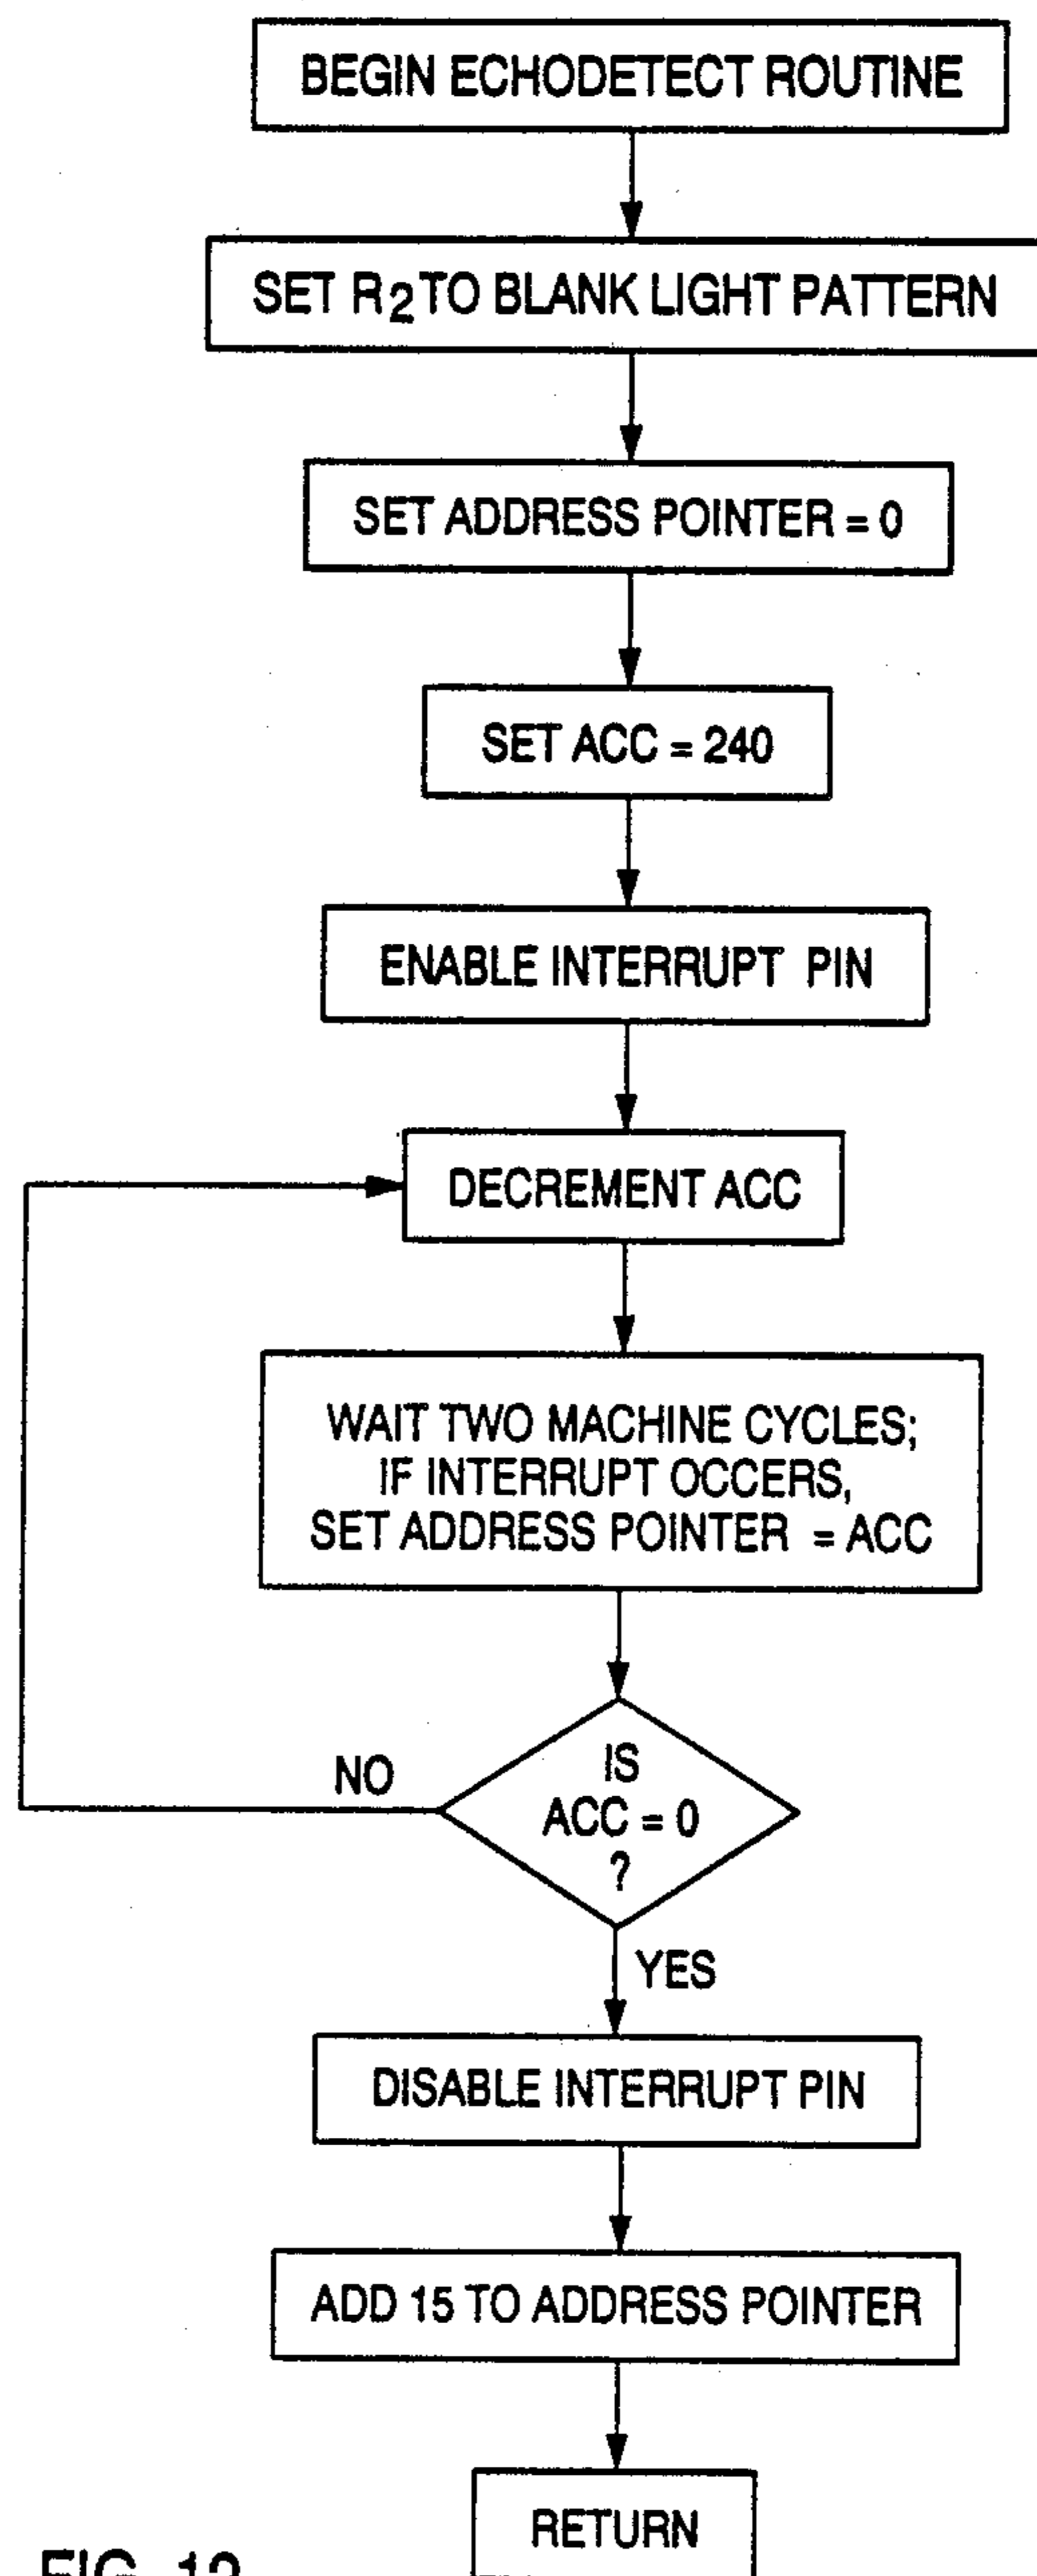 BEGIN ECHODETECT ROUTINE
SET R2 TO BLANK LIGHT PATTERN
SET ADDRESS POINTER = 0
SET ACC = 240
ENABLE INTERRUPT PIN
DECREMENT ACC
WAIT TWO MACHINE CYCLES;
IF INTERRUPT OCCERS,
SET ADDRESS POINTER = ACC
NO
IS
ACC = 0
?
YES
DISABLE INTERRUPT PIN
ADD 15 TO ADDRESS POINTER
RETURN
FIG. 12